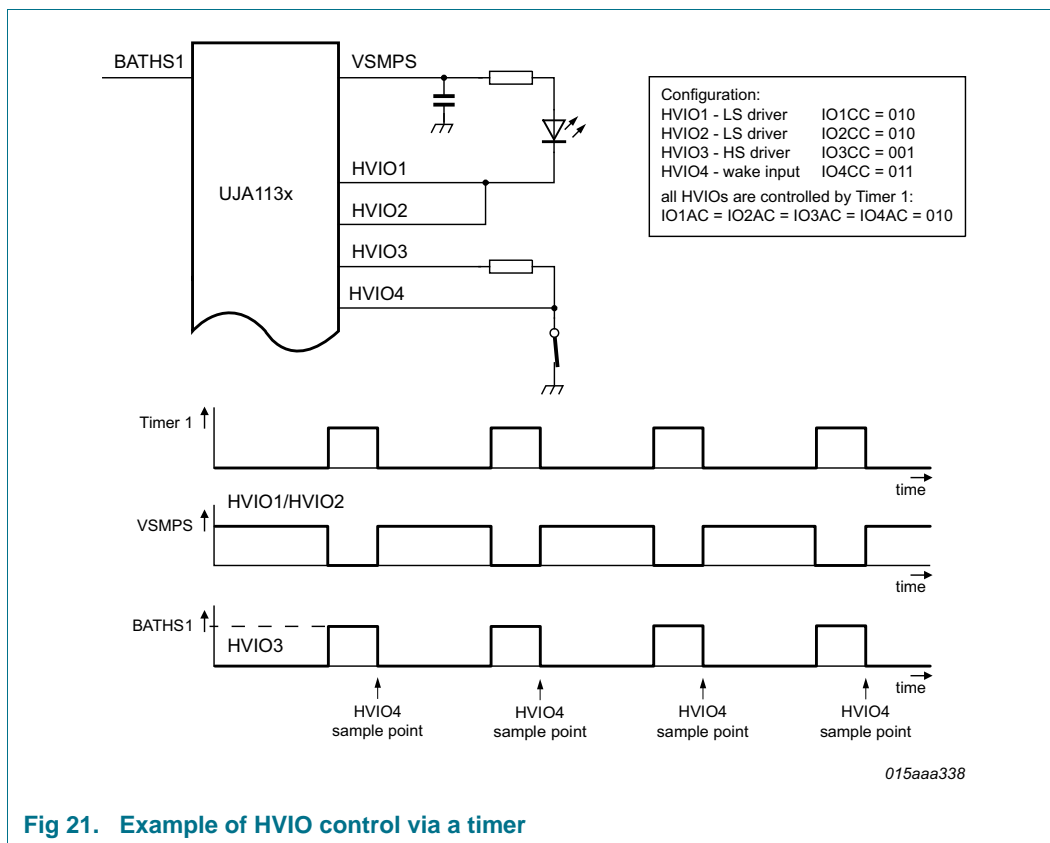 BATHS1
VSMPS
UJA113x
HVIO1
HVIO2
HVIO3
HVIO4
Configuration:
HVIO1 - LS driver IO1CC = 010
HVIO2 - LS driver IO2CC = 010
HVIO3 - HS driver IO3CC = 001
HVIO4 - wake input IO4CC = 011
all HVIOs are controlled by Timer 1:
IO1AC = IO2AC = IO3AC = IO4AC = 010
Timer 1
time
HVIO1/HVIO2
VSMPS
time
BATHS1
HVIO3
time
HVIO4
sample point
HVIO4
sample point
HVIO4
sample point
HVIO4
sample point
015aaa338
Fig 21. Example of HVIO control via a timer